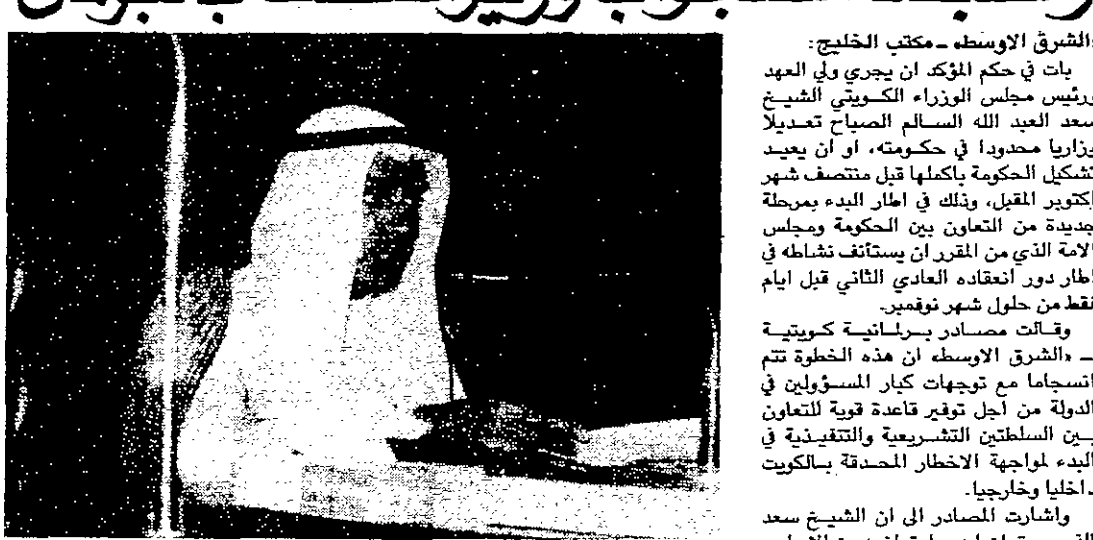 «الشرق الاوسط» ـ مكتب الخليج:
بات في حكم المؤكد ان يجري ولي العهد
ورئيس مجلس الوزراء الكويتي الشيخ
سعد العبد الله السالم الصباح تعديلا
وزاريا محدودا في حكومته، او ان يعيد
تشكيل الحكومة باكملها قبل منتصف شهر
اكتوبر المقبل، وذلك في اطار البدء بمرحلة
جديدة من التعاون بين الحكومة ومجلس
الامة الذي من المقرر ان يستأنف نشاطه في
اطار دور انعقاده العادي الثاني قبل ايام
فقط من حلول شهر نوفمبر.
وقالت مصادر برلمانية كويتية
ـ «الشرق الاوسط» ان هذه الخطوة تتم
انسجاما مع توجهات كبار المسؤولين في
الدولة من اجل توفير قاعدة قوية للتعاون
بين السلطتين التشريعية والتنفيذية في
البدء لمواجهة الاخطار المحدقة بالكويت
داخليا وخارجيا.
واشارت المصادر الى ان الشيخ سعد